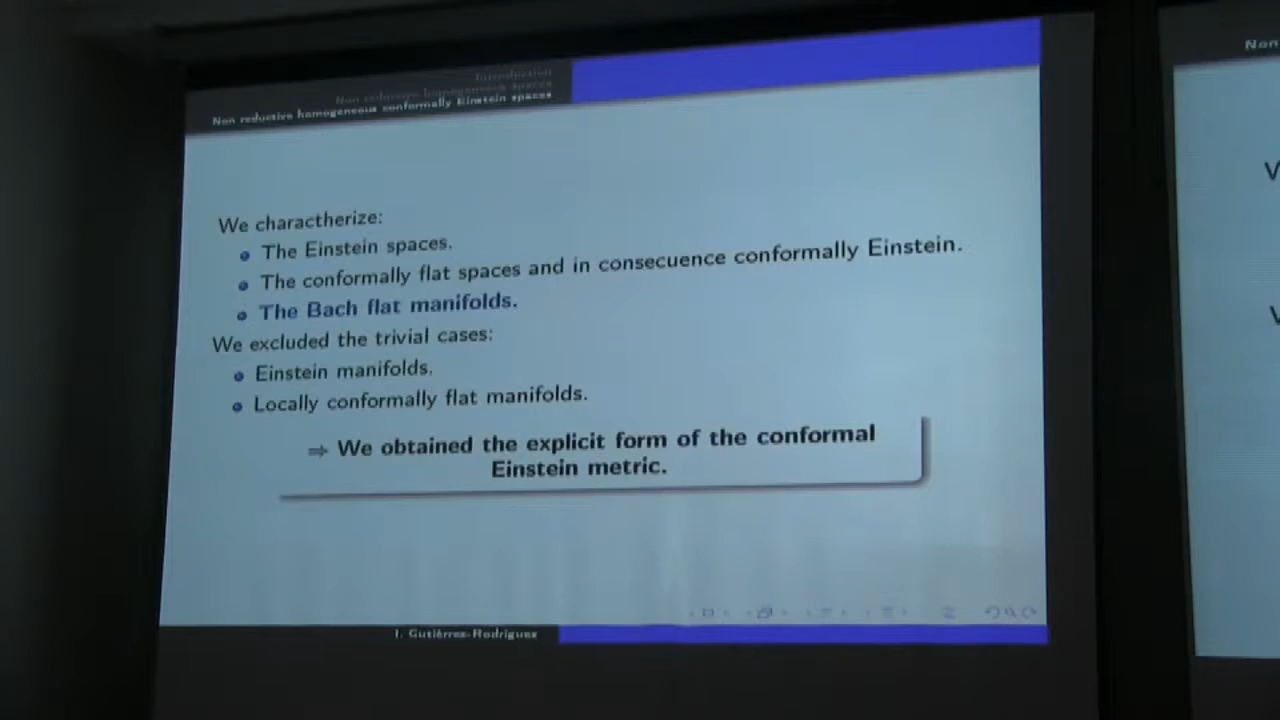 Introduction
Non reductive homogeneous spaces
Non reductive homogeneous conformally Einstein spaces
We charactherize:
The Einstein spaces.
The conformally flat spaces and in consecuence conformally Einstein.
The Bach flat manifolds.
We excluded the trivial cases:
Einstein manifolds.
Locally conformally flat manifolds.
⇒ We obtained the explicit form of the conformal
Einstein metric.
I. Gutiérrez-Rodríguez
Non